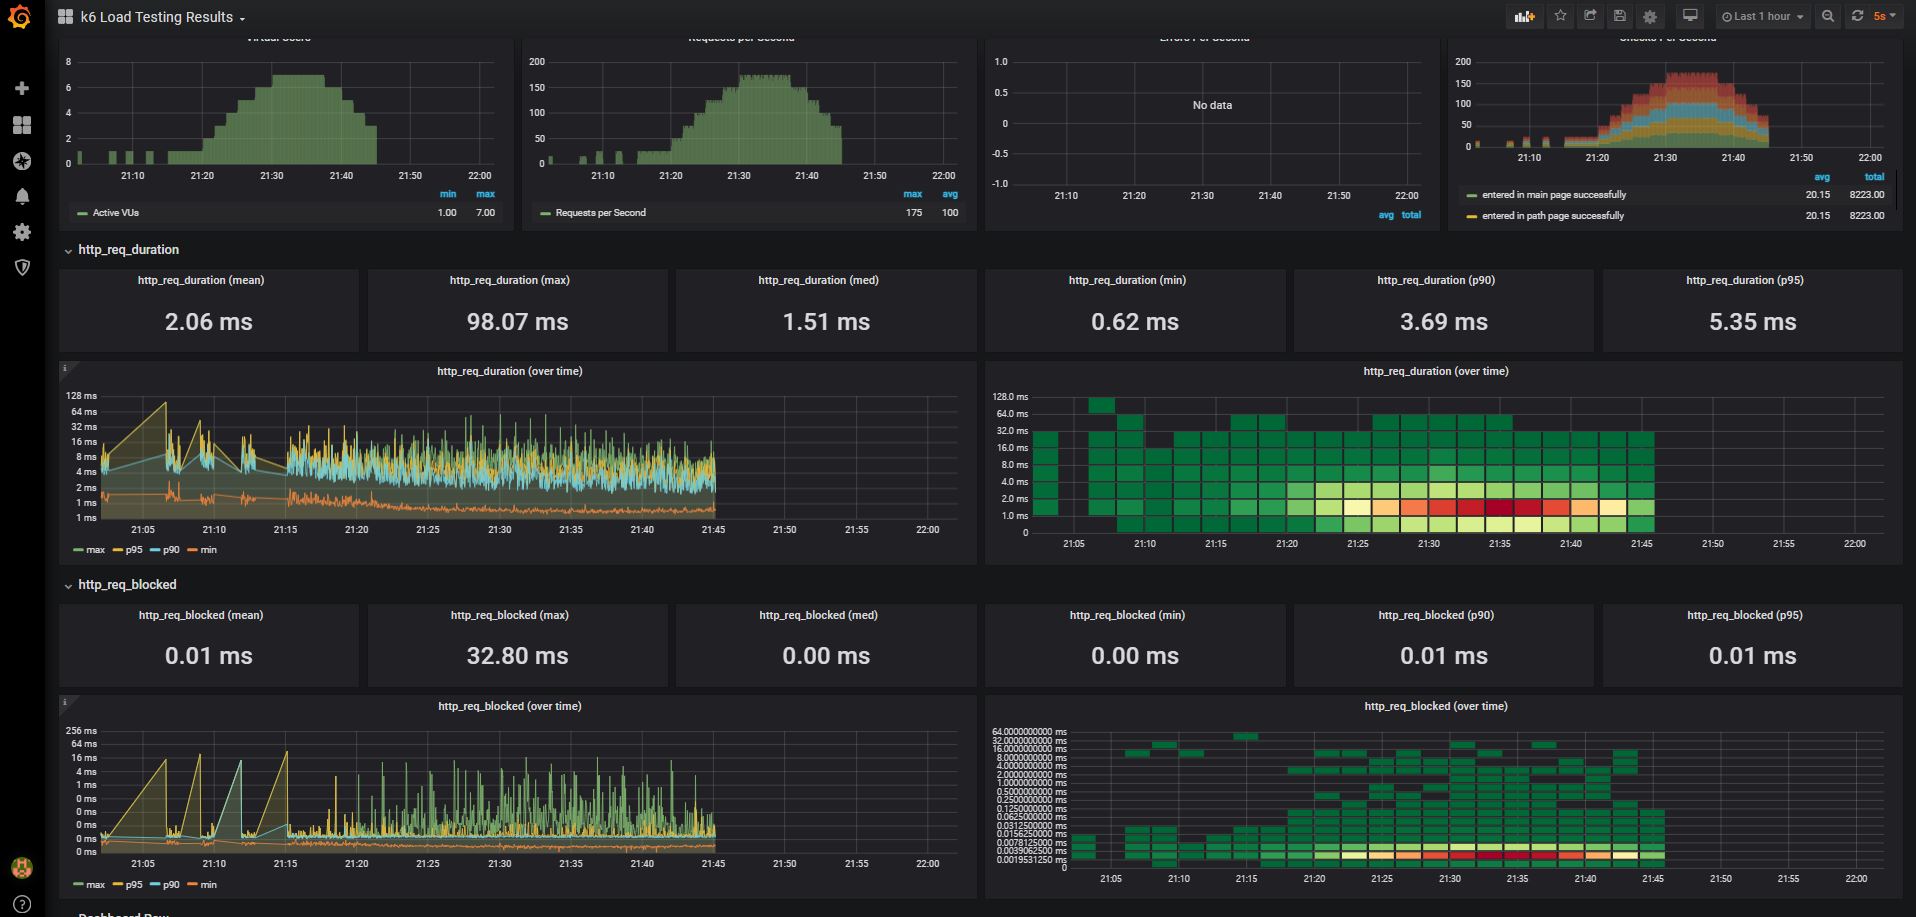 k6 Load Testing Results
Last 1 hour
5s
Virtual Users
8
6
4
2
0
21:10 21:20 21:30 21:40 21:50 22:00
min max
Active VUs 1.00 7.00
Requests per Second
200
150
100
50
0
21:10 21:20 21:30 21:40 21:50 22:00
max avg
Requests per Second 175 100
Errors Per Second
1.0
0.5
0
-0.5
-1.0
No data
21:10 21:20 21:30 21:40 21:50 22:00
avg total
Checks Per Second
200
150
100
50
0
21:10 21:20 21:30 21:40 21:50 22:00
avg total
entered in main page successfully 20.15 8223.00
entered in path page successfully 20.15 8223.00
http_req_duration
http_req_duration (mean)
2.06 ms
http_req_duration (max)
98.07 ms
http_req_duration (med)
1.51 ms
http_req_duration (min)
0.62 ms
http_req_duration (p90)
3.69 ms
http_req_duration (p95)
5.35 ms
http_req_duration (over time)
128 ms
64 ms
32 ms
16 ms
8 ms
4 ms
2 ms
1 ms
1 ms
21:05 21:10 21:15 21:20 21:25 21:30 21:35 21:40 21:45 21:50 21:55 22:00
max p95 p90 min
http_req_duration (over time)
128.0 ms
64.0 ms
32.0 ms
16.0 ms
8.0 ms
4.0 ms
2.0 ms
1.0 ms
0
21:05 21:10 21:15 21:20 21:25 21:30 21:35 21:40 21:45 21:50 21:55 22:00
http_req_blocked
http_req_blocked (mean)
0.01 ms
http_req_blocked (max)
32.80 ms
http_req_blocked (med)
0.00 ms
http_req_blocked (min)
0.00 ms
http_req_blocked (p90)
0.01 ms
http_req_blocked (p95)
0.01 ms
http_req_blocked (over time)
256 ms
64 ms
16 ms
4 ms
1 ms
0 ms
0 ms
0 ms
0 ms
0 ms
21:05 21:10 21:15 21:20 21:25 21:30 21:35 21:40 21:45 21:50 21:55 22:00
max p95 p90 min
http_req_blocked (over time)
64.0000000000 ms
32.0000000000 ms
16.0000000000 ms
8.0000000000 ms
4.0000000000 ms
2.0000000000 ms
1.0000000000 ms
0.5000000000 ms
0.2500000000 ms
0.1250000000 ms
0.0625000000 ms
0.0312500000 ms
0.0156250000 ms
0.0078125000 ms
0.0039062500 ms
0.0019531250 ms
0
21:05 21:10 21:15 21:20 21:25 21:30 21:35 21:40 21:45 21:50 21:55 22:00
Dashboard Row